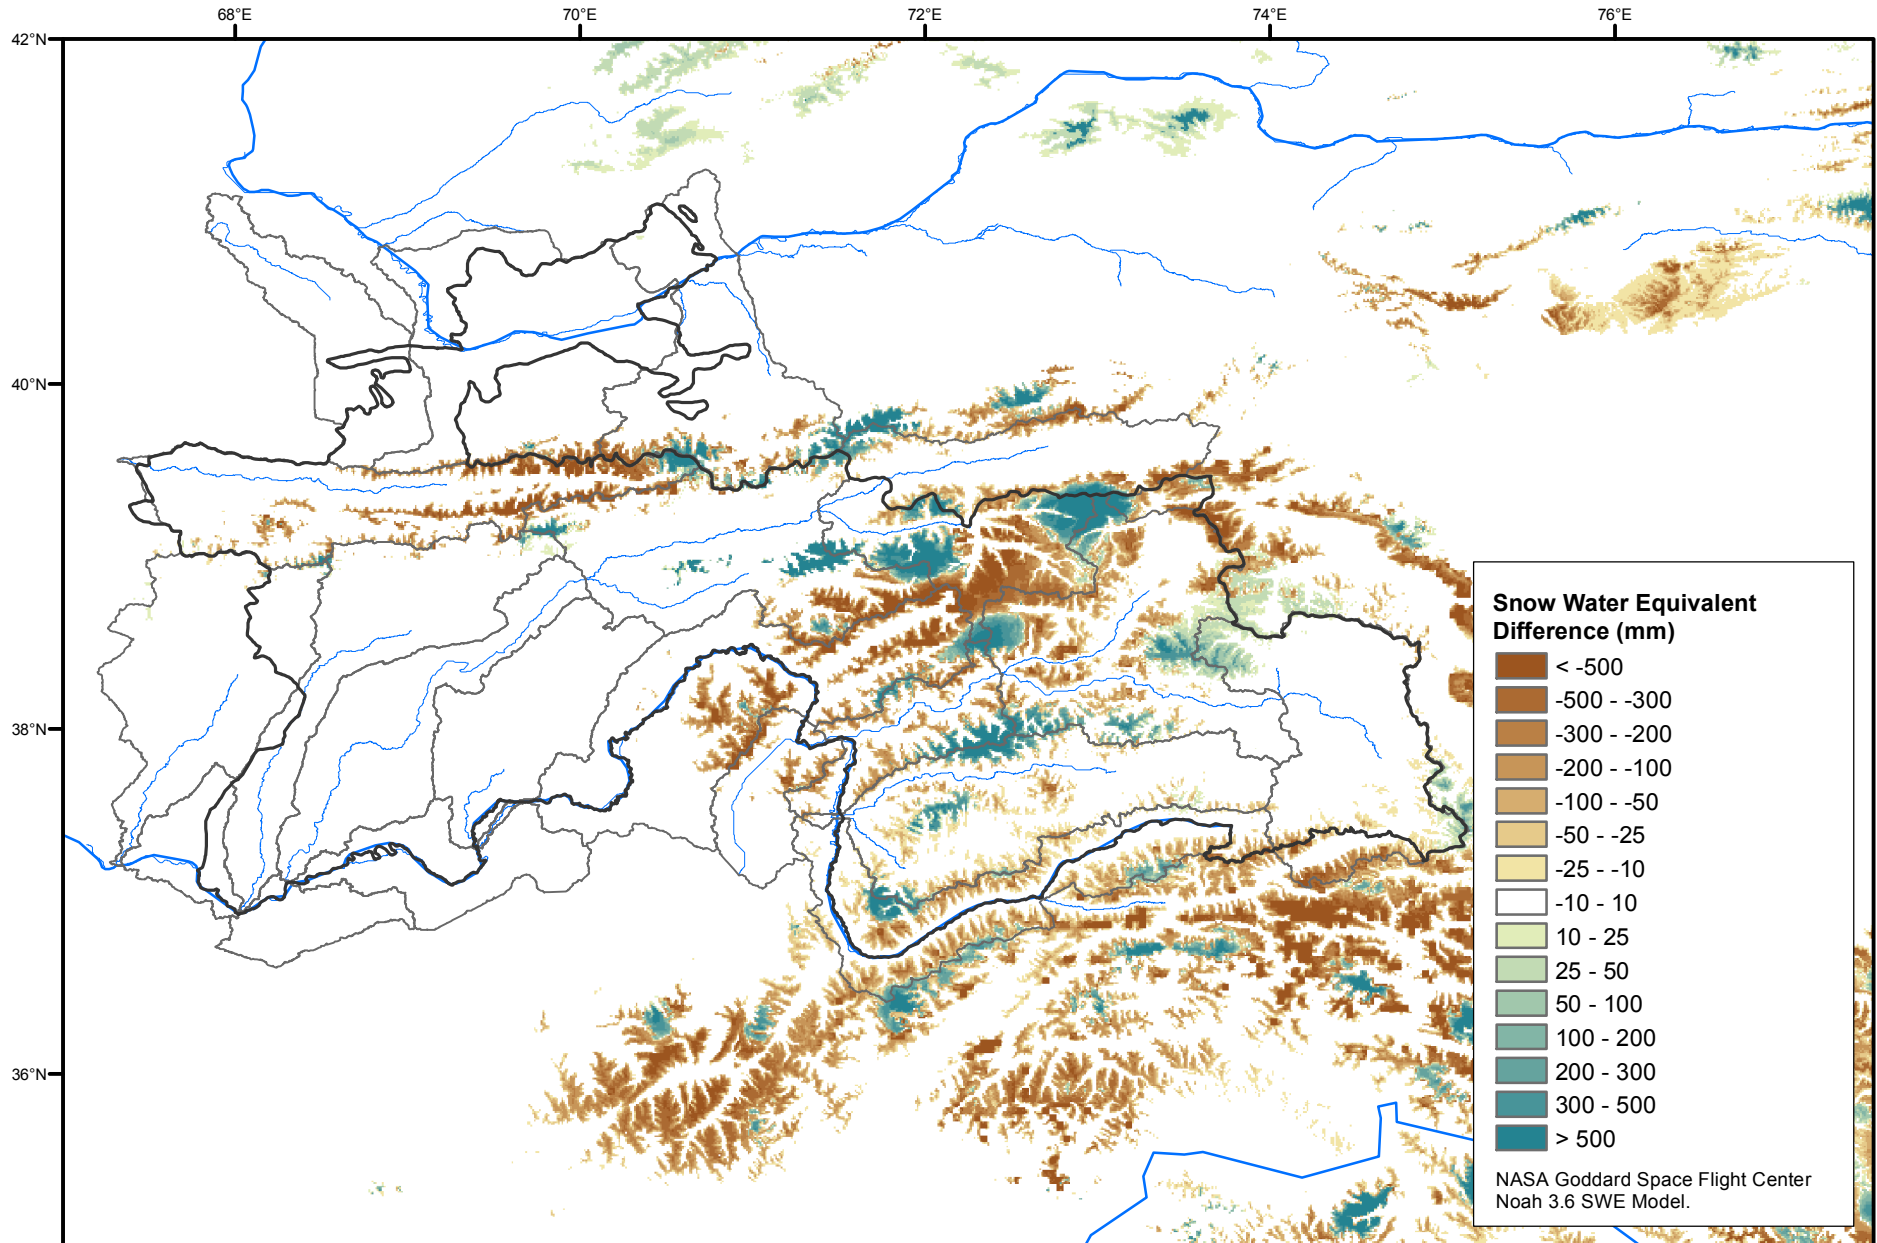 68°E 70°E 72°E 74°E 76°E
42°N
40°N
38°N
36°N
Snow Water Equivalent
Difference (mm)
< -500
-500 - -300
-300 - -200
-200 - -100
-100 - -50
-50 - -25
-25 - -10
-10 - 10
10 - 25
25 - 50
50 - 100
100 - 200
200 - 300
300 - 500
> 500
NASA Goddard Space Flight Center
Noah 3.6 SWE Model.